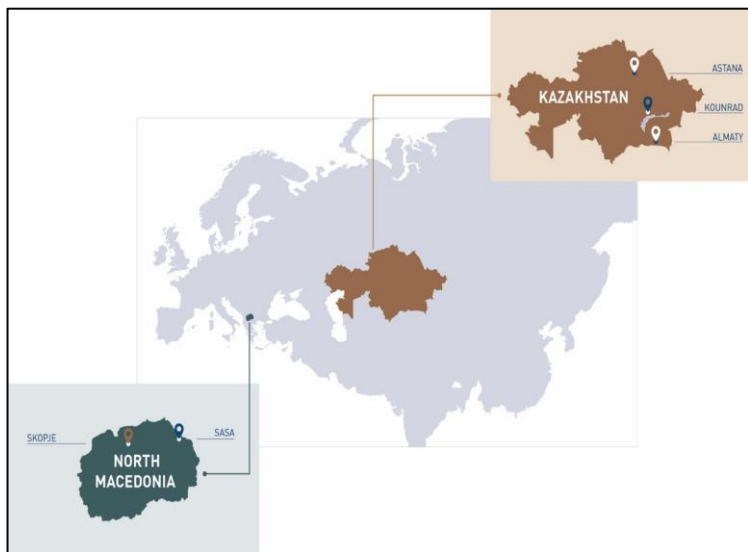 ASTANA
KAZAKHSTAN
KOUNRAD
ALMATY
SKOPJE
SASA
NORTH
MACEDONIA